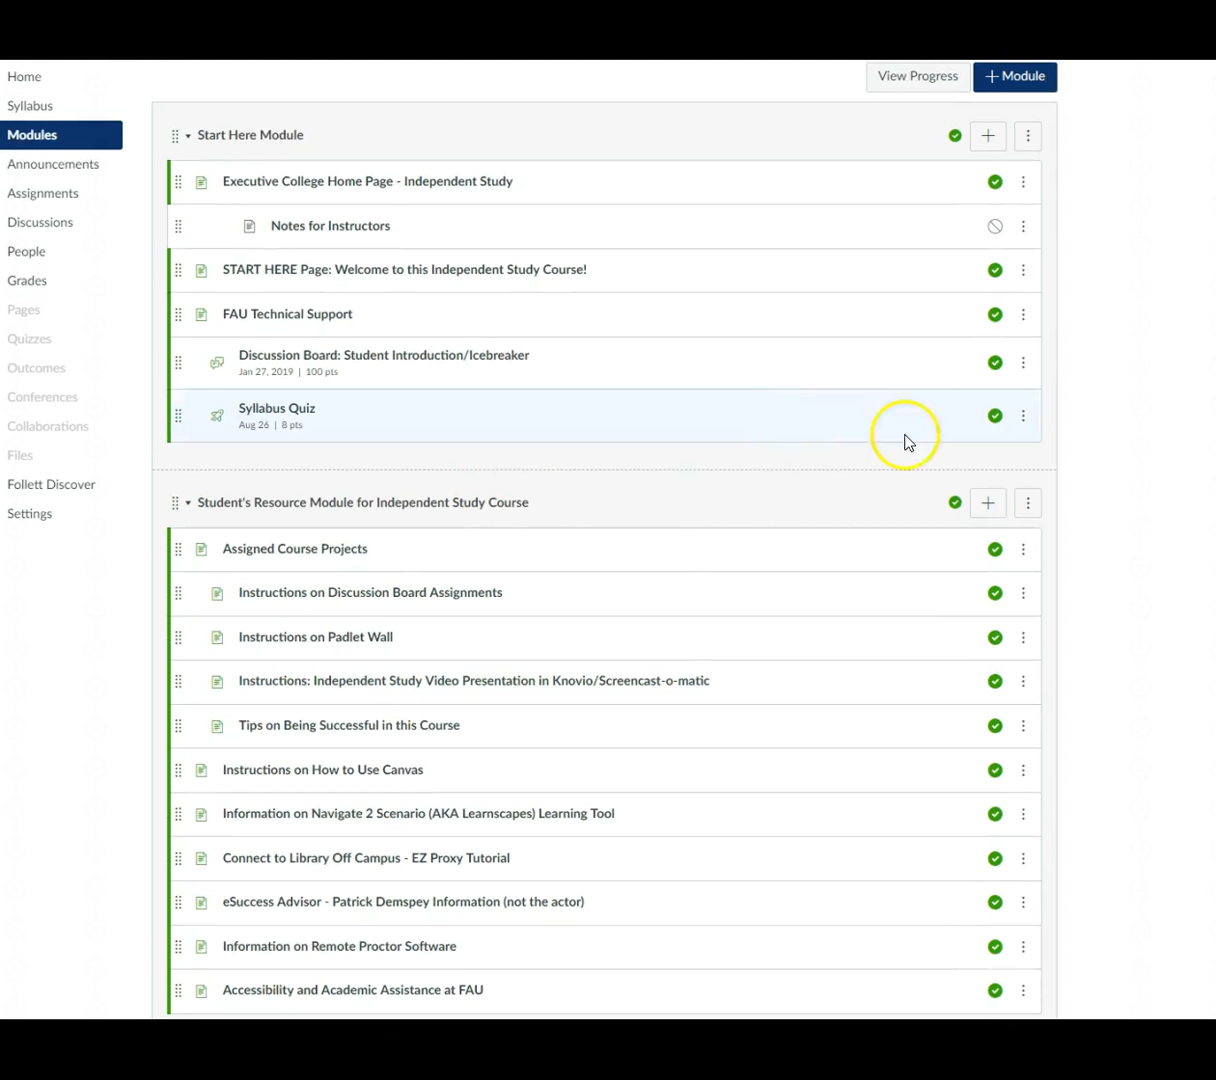 Home
Syllabus
Modules
Announcements
Assignments
Discussions
People
Grades
Pages
Quizzes
Outcomes
Conferences
Collaborations
Files
Follett Discover
Settings
View Progress
+ Module
Start Here Module
Executive College Home Page - Independent Study
Notes for Instructors
START HERE Page: Welcome to this Independent Study Course!
FAU Technical Support
Discussion Board: Student Introduction/Icebreaker
Jan 27, 2019 | 100 pts
Syllabus Quiz
Aug 26 | 8 pts
Student's Resource Module for Independent Study Course
Assigned Course Projects
Instructions on Discussion Board Assignments
Instructions on Padlet Wall
Instructions: Independent Study Video Presentation in Knovio/Screencast-o-matic
Tips on Being Successful in this Course
Instructions on How to Use Canvas
Information on Navigate 2 Scenario (AKA Learnscapes) Learning Tool
Connect to Library Off Campus - EZ Proxy Tutorial
eSuccess Advisor - Patrick Demspey Information (not the actor)
Information on Remote Proctor Software
Accessibility and Academic Assistance at FAU